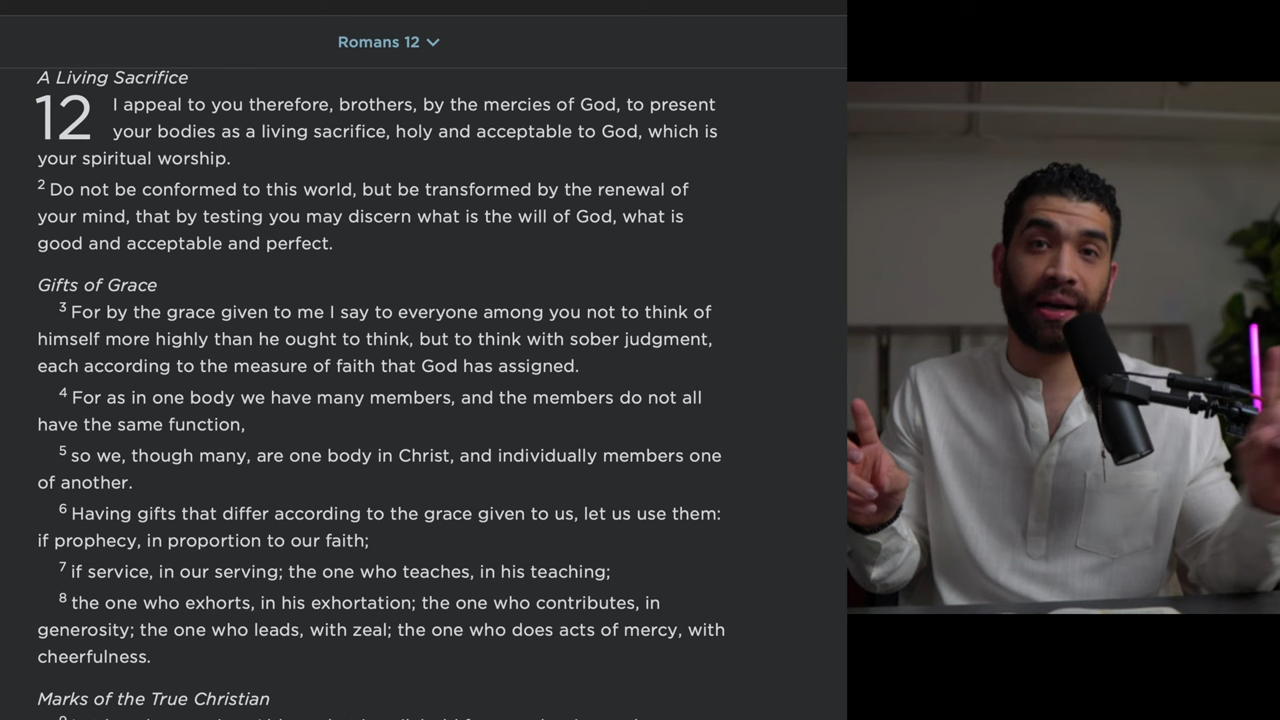 Romans 12
A Living Sacrifice
12 I appeal to you therefore, brothers, by the mercies of God, to present
your bodies as a living sacrifice, holy and acceptable to God, which is
your spiritual worship.
2 Do not be conformed to this world, but be transformed by the renewal of
your mind, that by testing you may discern what is the will of God, what is
good and acceptable and perfect.
Gifts of Grace
3 For by the grace given to me I say to everyone among you not to think of
himself more highly than he ought to think, but to think with sober judgment,
each according to the measure of faith that God has assigned.
4 For as in one body we have many members, and the members do not all
have the same function,
5 so we, though many, are one body in Christ, and individually members one
of another.
6 Having gifts that differ according to the grace given to us, let us use them:
if prophecy, in proportion to our faith;
7 if service, in our serving; the one who teaches, in his teaching;
8 the one who exhorts, in his exhortation; the one who contributes, in
generosity; the one who leads, with zeal; the one who does acts of mercy, with
cheerfulness.
Marks of the True Christian